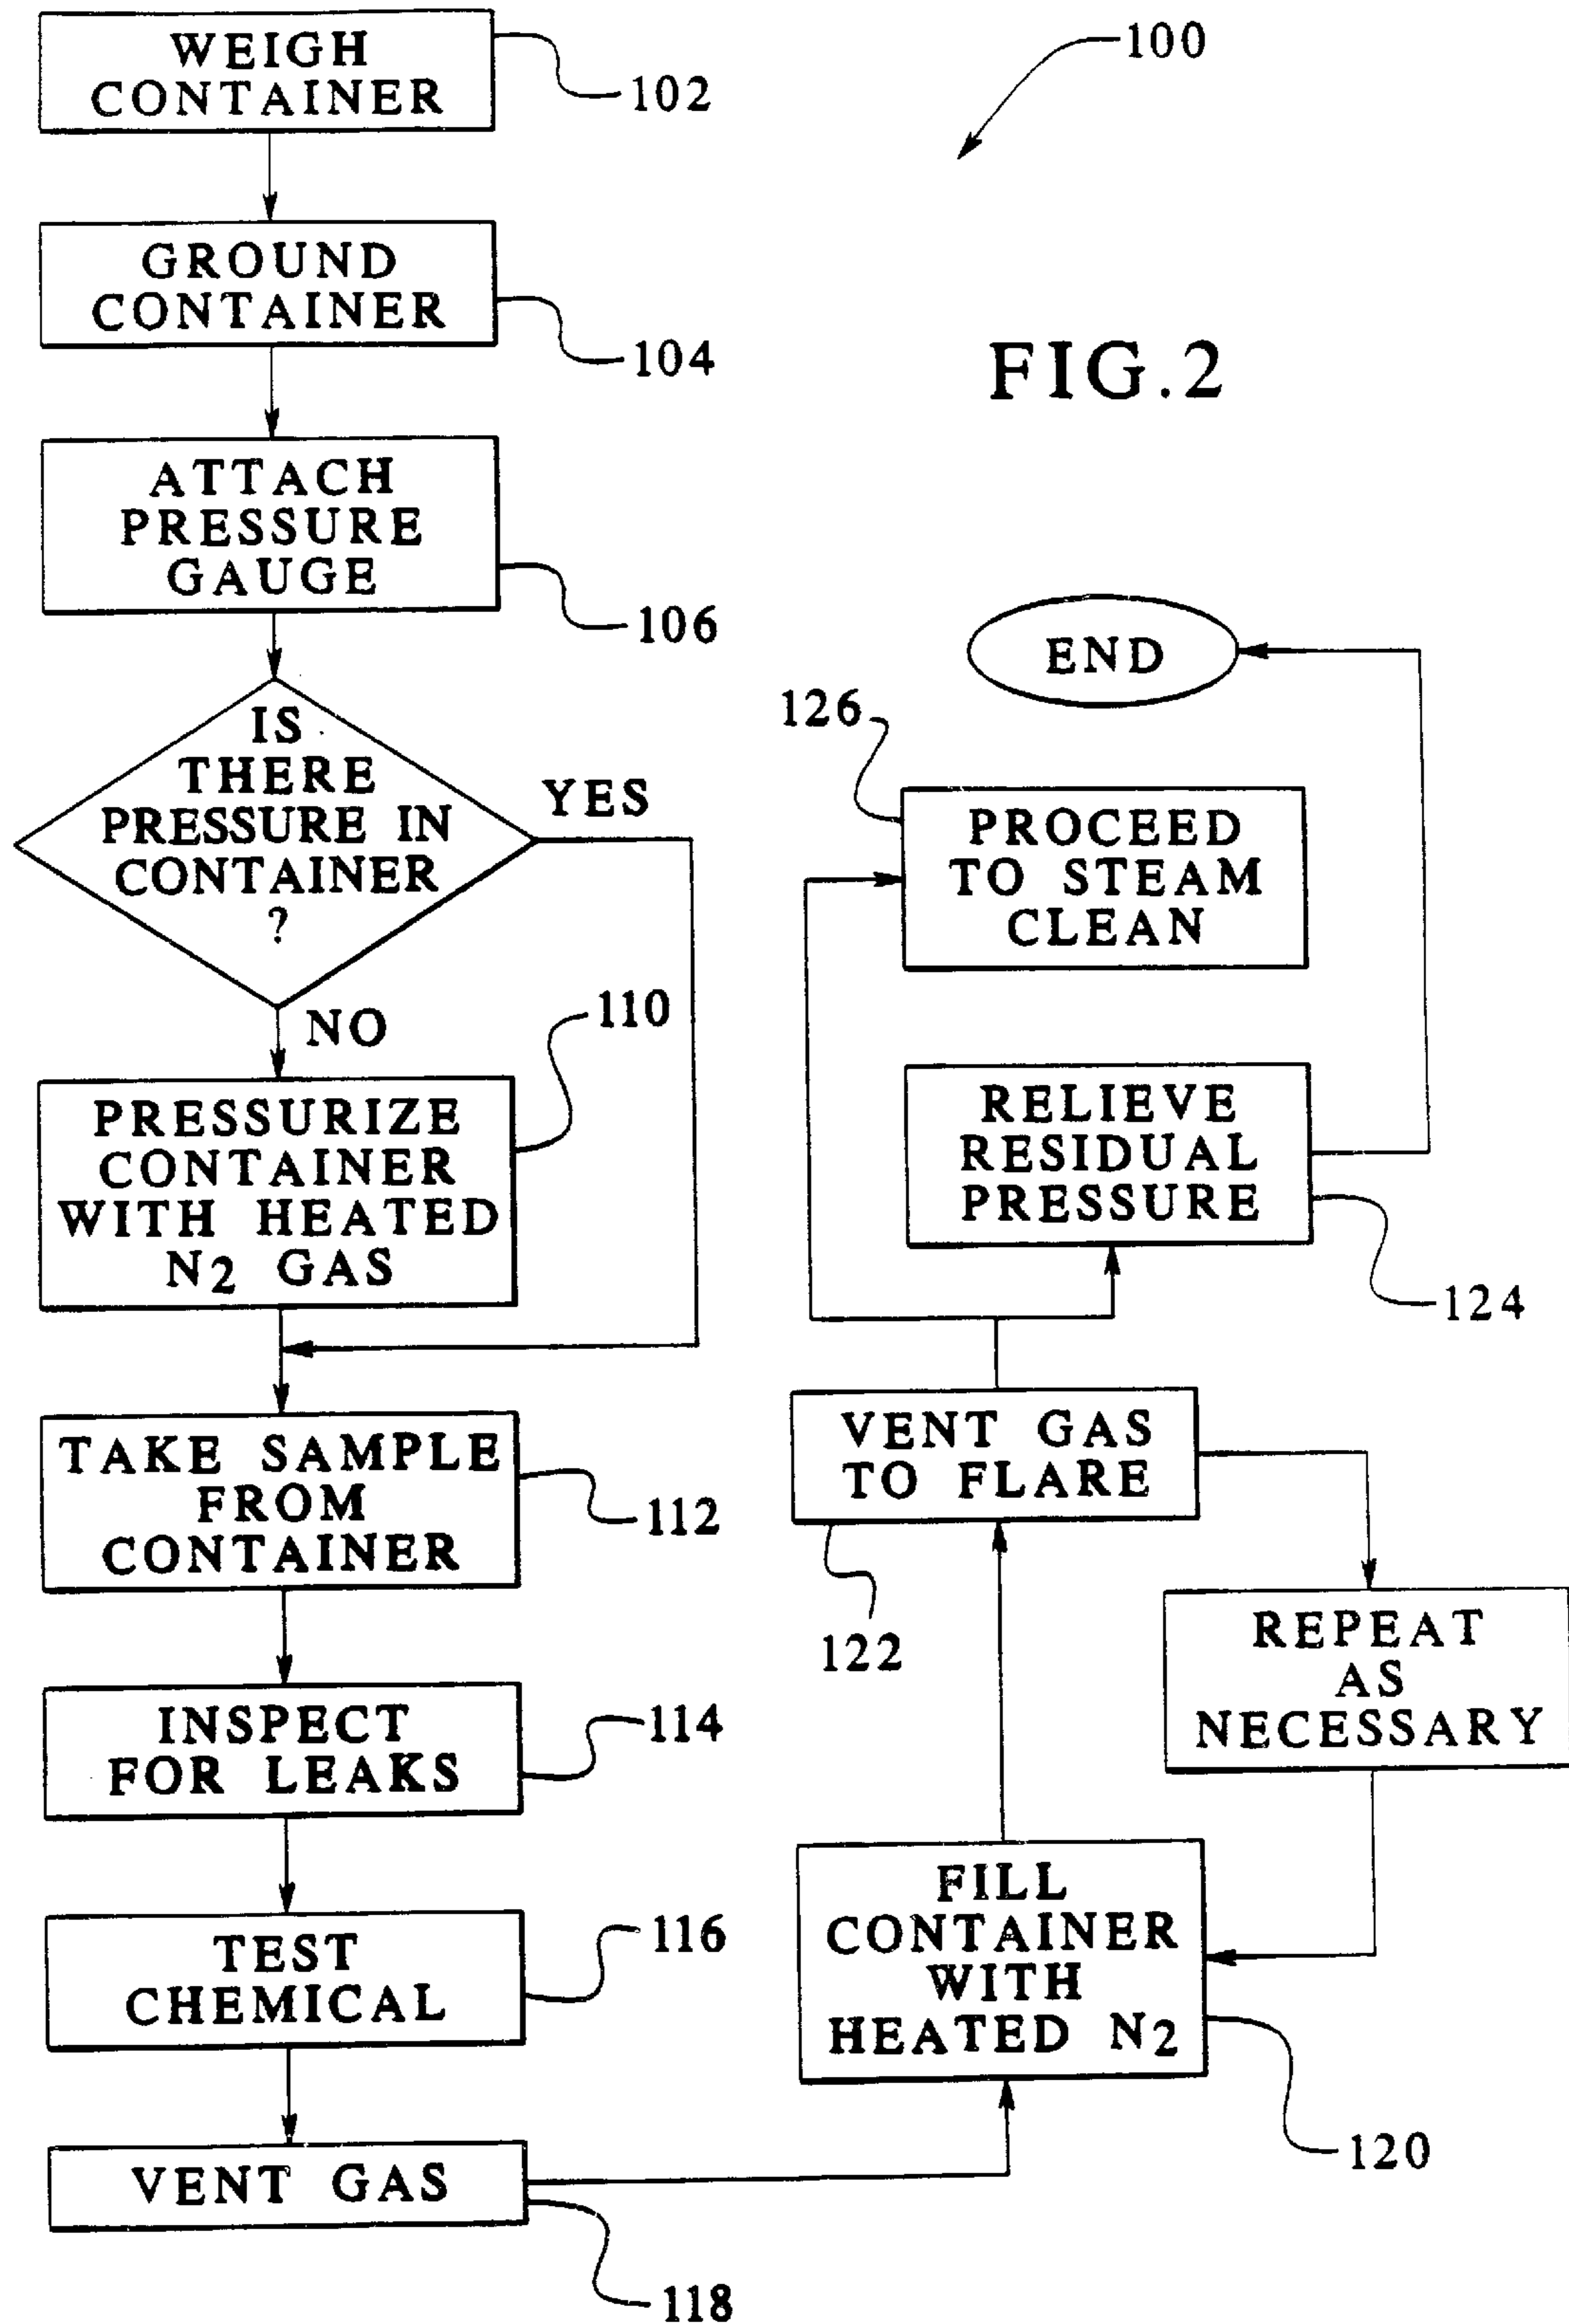 WEIGH
CONTAINER
102
100
GROUND
CONTAINER
104
FIG.2
ATTACH
PRESSURE
GAUGE
106
IS
THERE
PRESSURE IN
CONTAINER
?
YES
NO
110
PRESSURIZE
CONTAINER
WITH HEATED
N2 GAS
TAKE SAMPLE
FROM
CONTAINER
112
INSPECT
FOR LEAKS
114
TEST
CHEMICAL
116
VENT GAS
118
FILL
CONTAINER
WITH
HEATED N2
120
VENT GAS
TO FLARE
122
REPEAT
AS
NECESSARY
RELIEVE
RESIDUAL
PRESSURE
124
126
PROCEED
TO STEAM
CLEAN
END